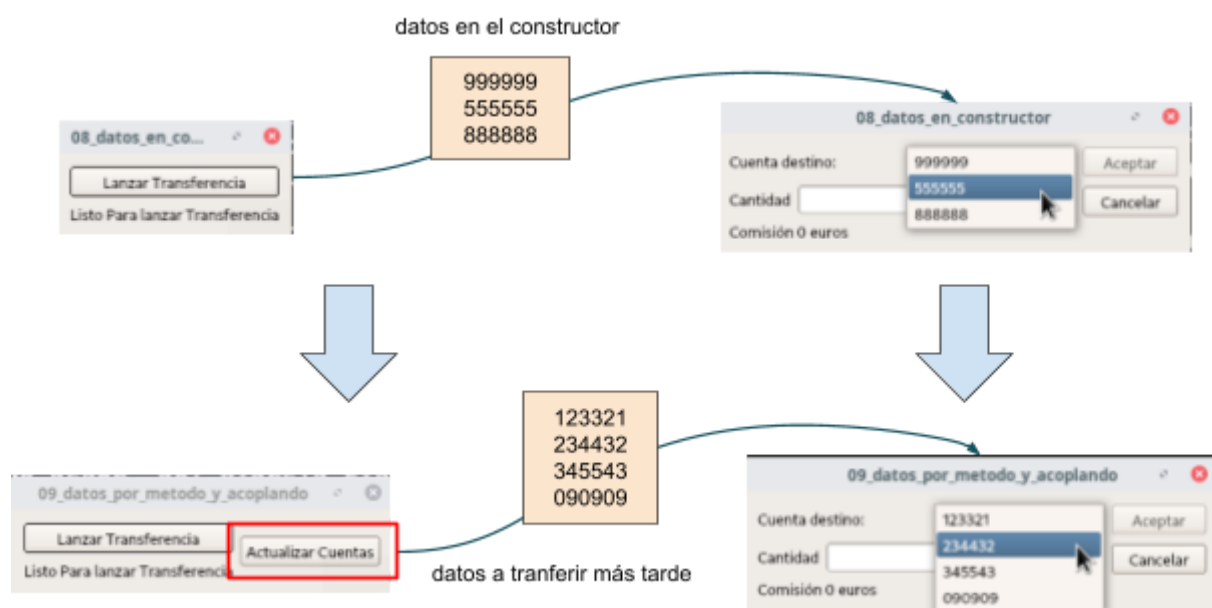 datos en el constructor
999999
555555
888888
08_datos_en_co...
Lanzar Transferencia
Listo Para lanzar Transferencia
08_datos_en_constructor
Cuenta destino:
999999
Aceptar
555555
Cantidad
888888
Cancelar
Comisión 0 euros
123321
234432
345543
090909
09_datos_por_metodo_y_acoplando
Lanzar Transferencia
Actualizar Cuentas
Listo Para lanzar Transferencia
datos a tranferir más tarde
09_datos_por_metodo_y_acoplando
Cuenta destino:
123321
Aceptar
234432
Cantidad
345543
Cancelar
Comisión 0 euros
090909